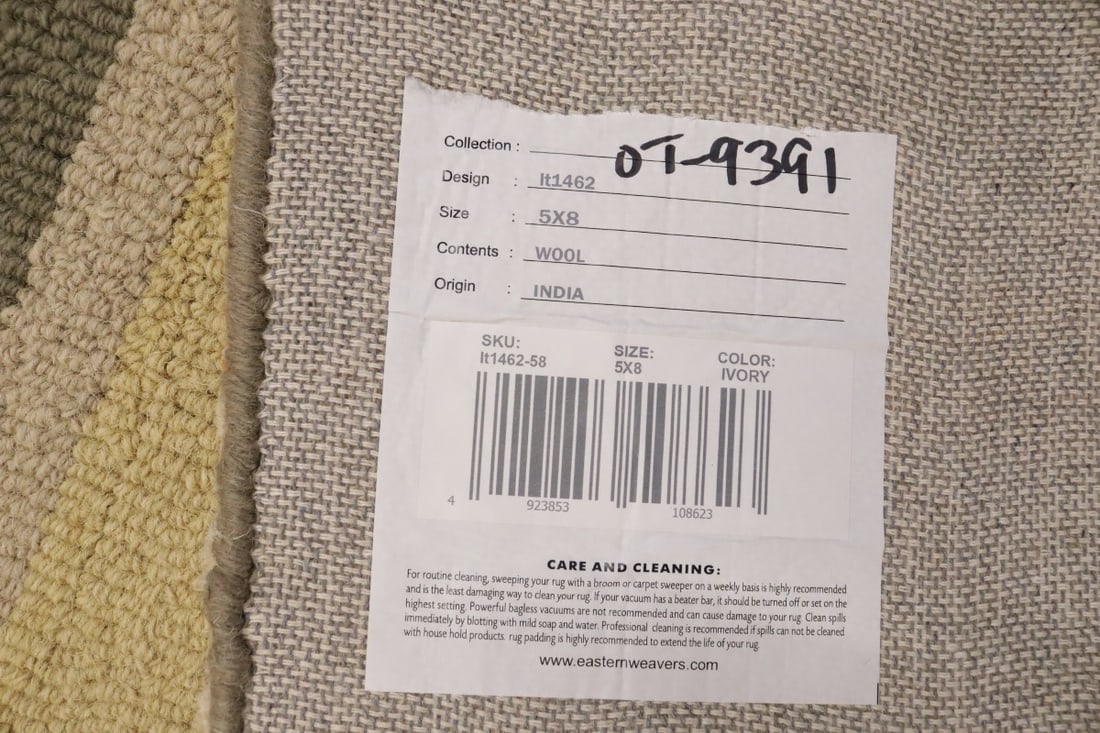 Collection : OT-9391
Design : lt1462
Size : 5X8
Contents : WOOL
Origin : INDIA
SKU: SIZE: COLOR:
lt1462-58 5X8 IVORY
4 923853 108623
CARE AND CLEANING:
For routine cleaning, sweeping your rug with a broom or carpet sweeper on a weekly basis is highly recommended
and is the least damaging way to clean your rug. If your vacuum has a beater bar, it should be turned off or set on the
highest setting. Powerful bagless vacuums are not recommended and can cause damage to your rug. Clean spills
immediately by blotting with mild soap and water. Professional cleaning is recommended if spills can not be cleaned
with house hold products. rug padding is highly recommended to extend the life of your rug.
www.easternweavers.com